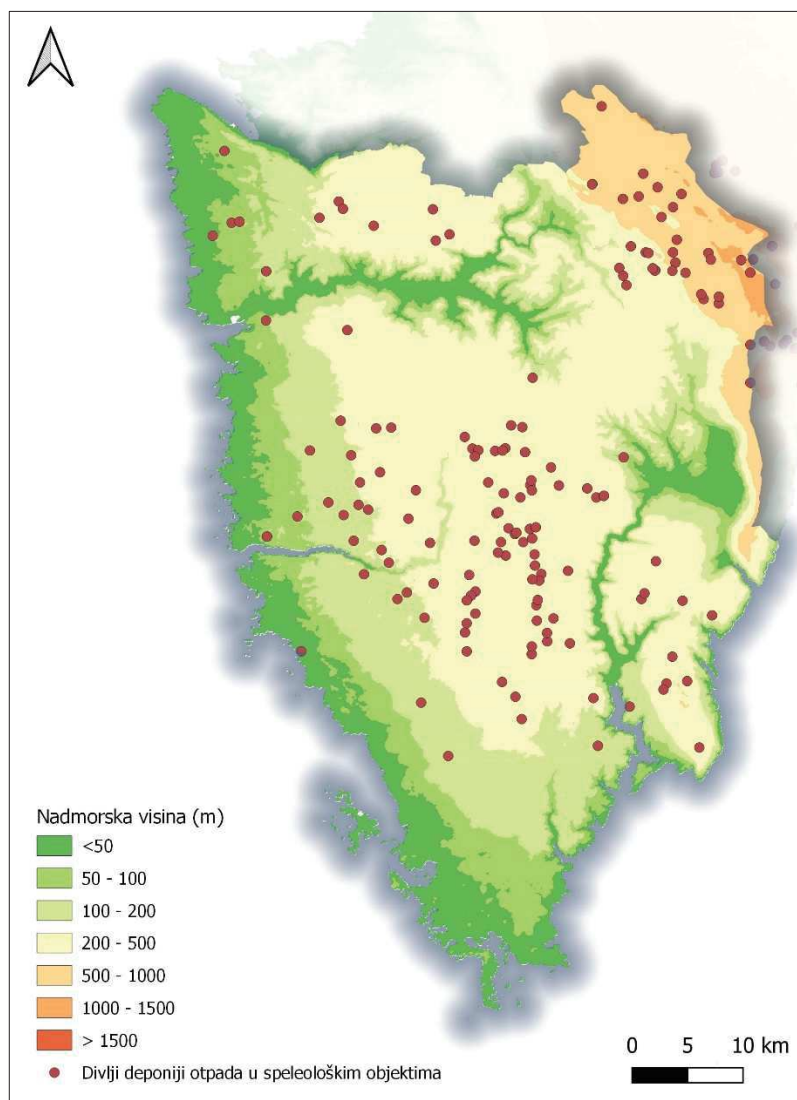 Nadmorska visina (m)
<50
50 - 100
100 - 200
200 - 500
500 - 1000
1000 - 1500
> 1500
Divlji deponiji otpada u speleološkim objektima
0 5 10 km